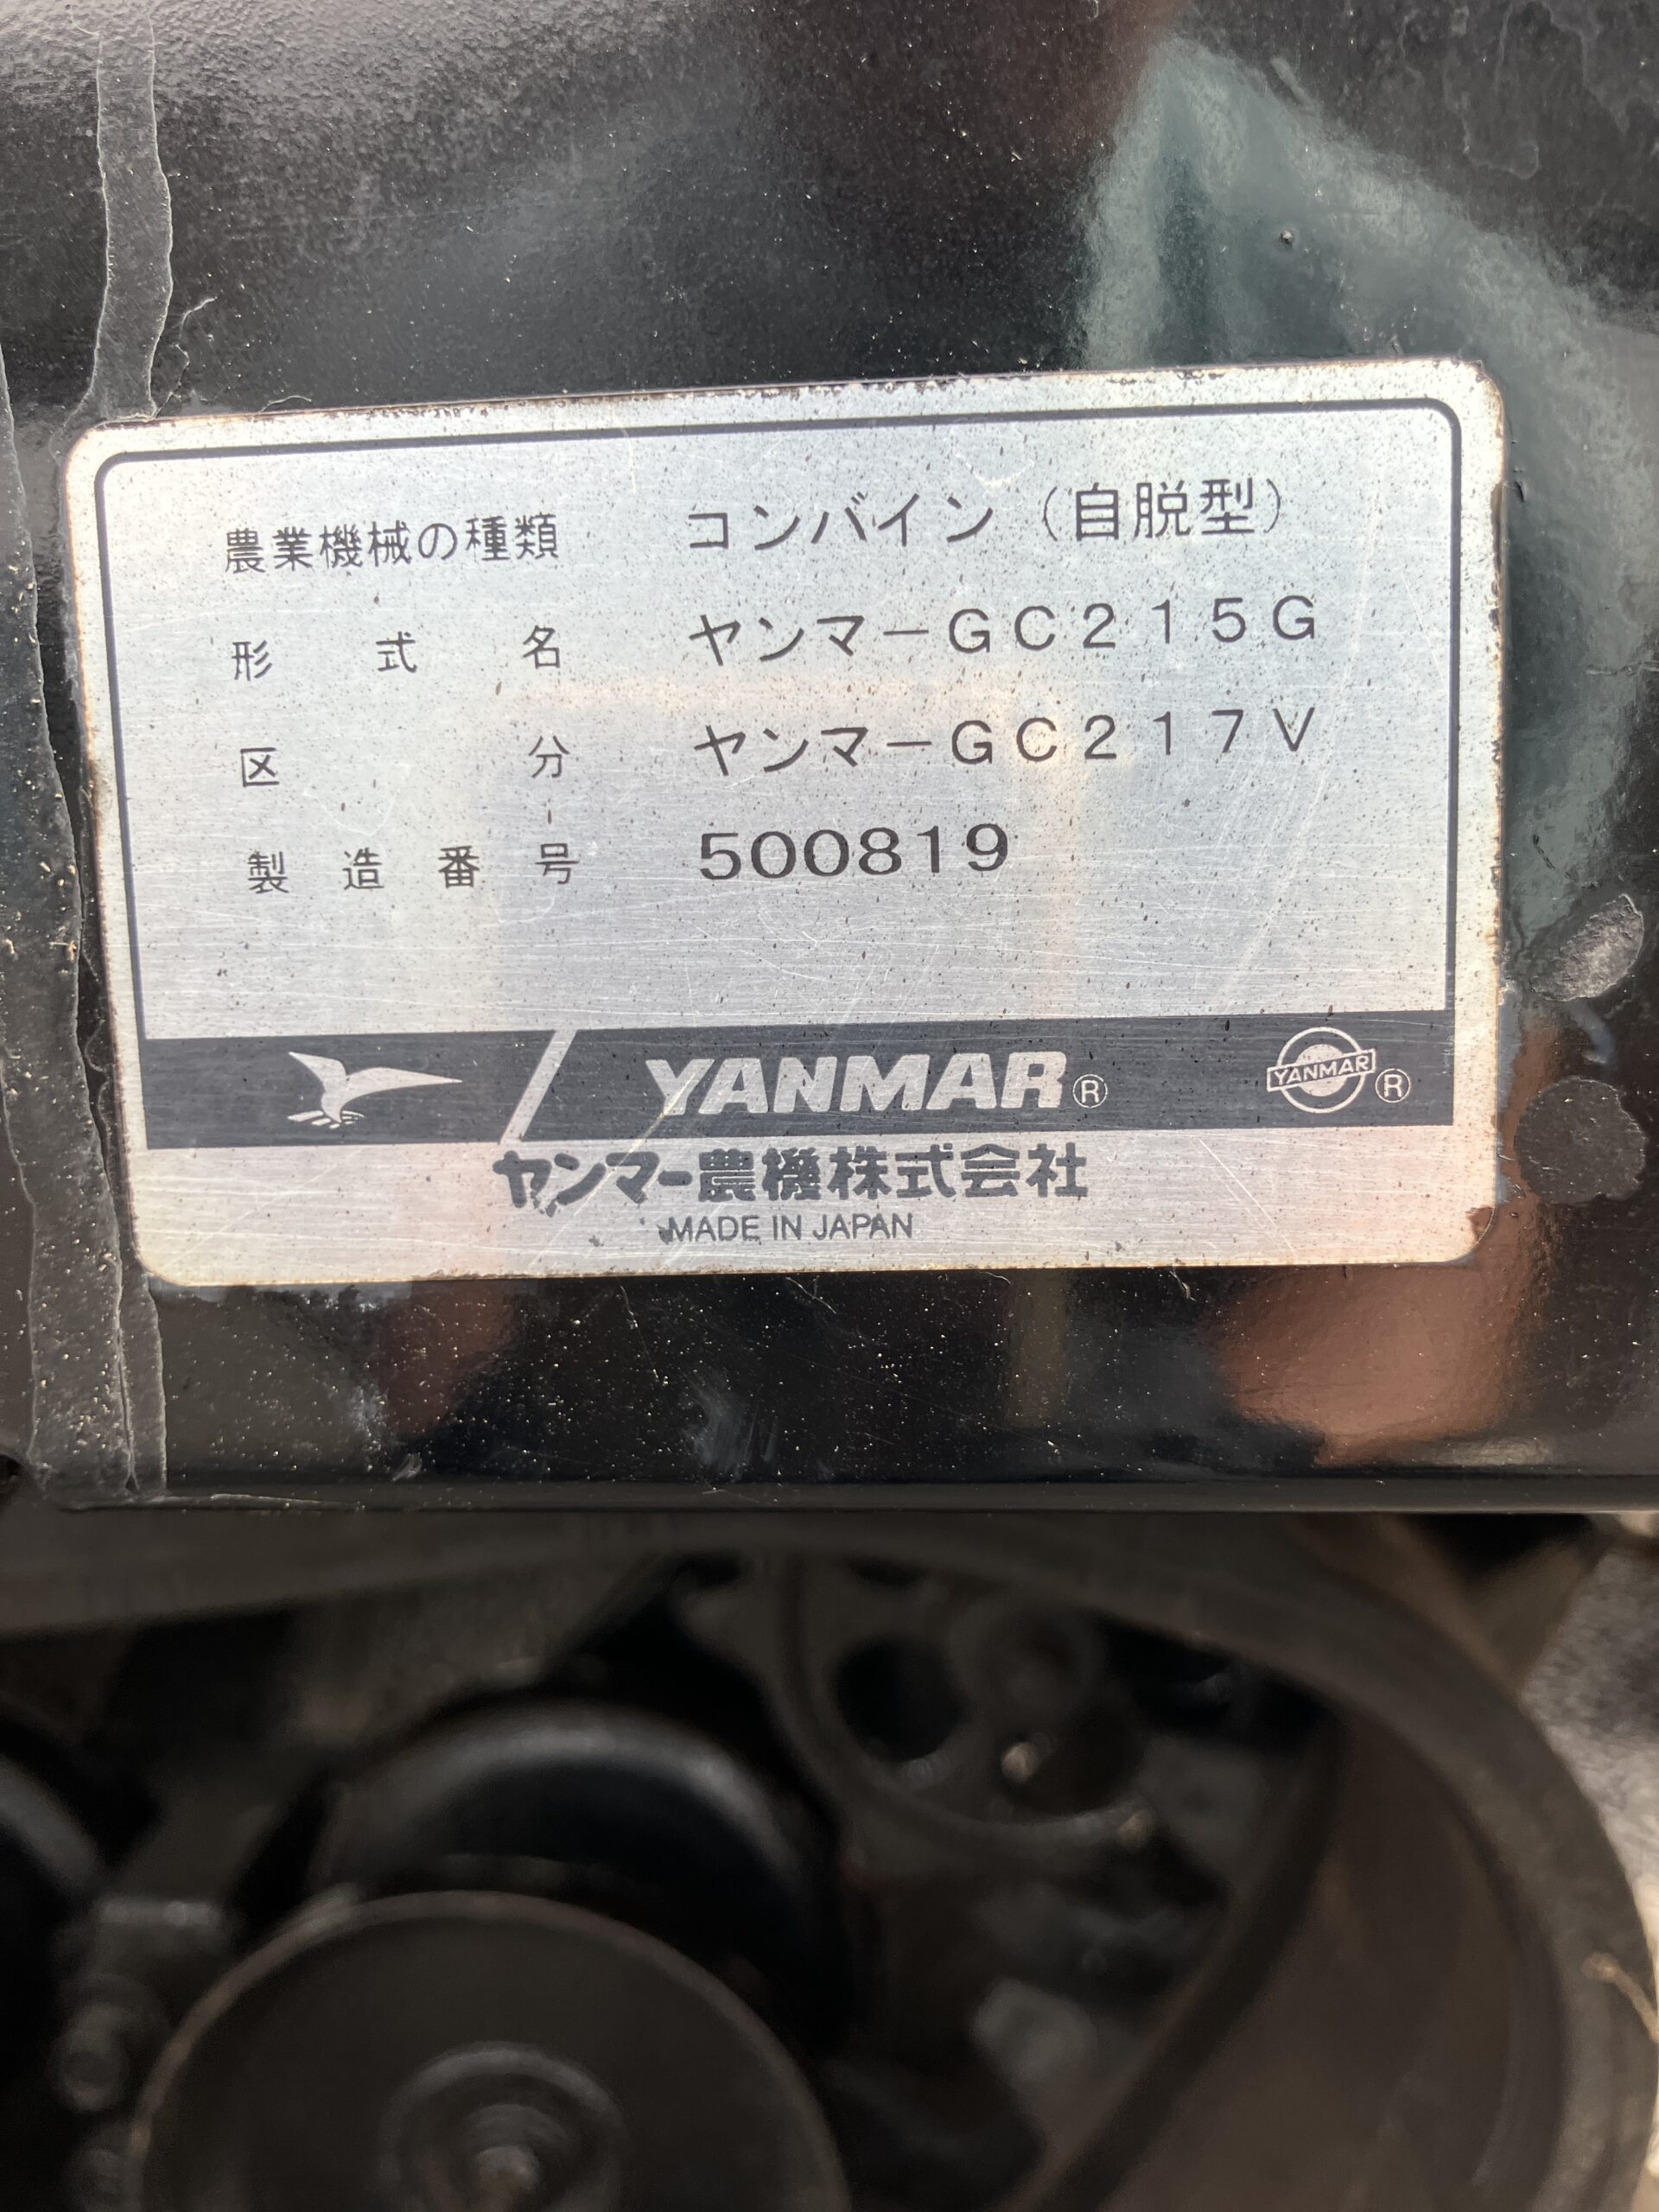 農業機械の種類 コンバイン（自脱型）
形式名 ヤンマーGC215G
区分 ヤンマーGC217V
製造番号 500819
YANMAR® YANMAR®
ヤンマー農機株式会社
MADE IN JAPAN